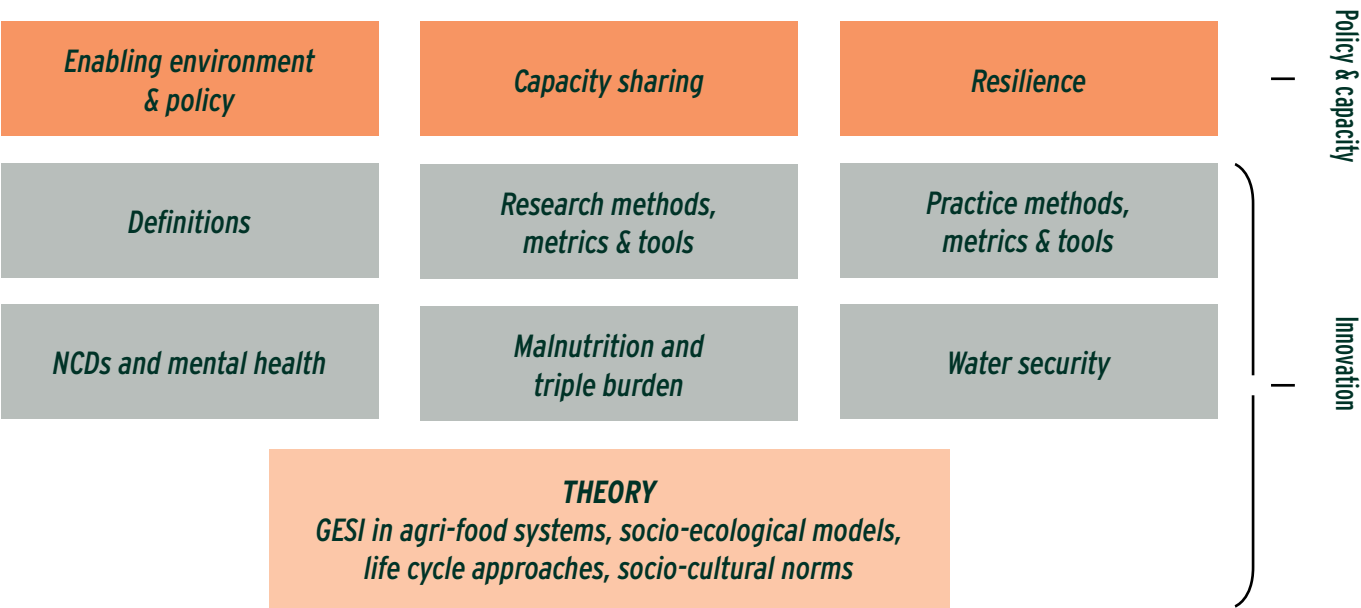 Enabling environment
& policy
Capacity sharing
Resilience
Policy & capacity
Definitions
Research methods,
metrics & tools
Practice methods,
metrics & tools
NCDs and mental health
Malnutrition and
triple burden
Water security
Innovation
THEORY
GESI in agri-food systems, socio-ecological models,
life cycle approaches, socio-cultural norms